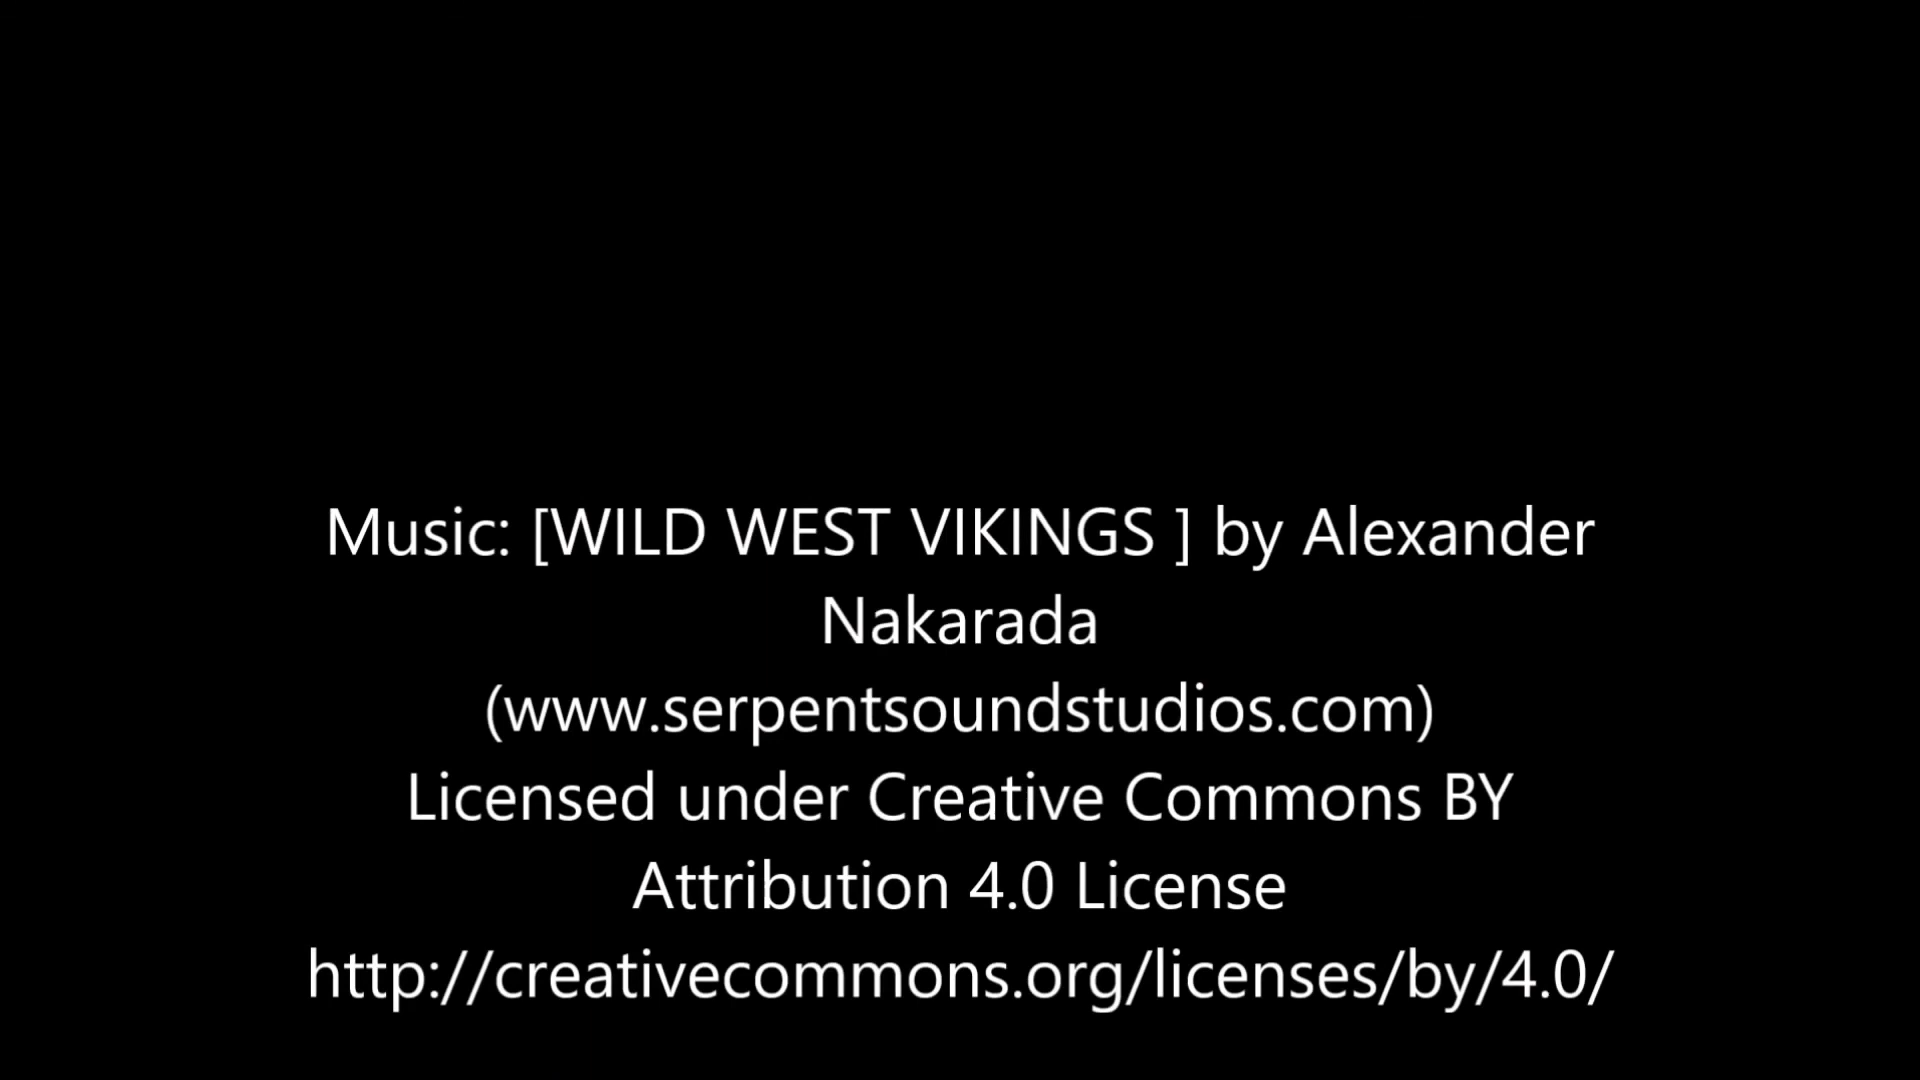 Music: [WILD WEST VIKINGS ] by Alexander
Nakarada
(www.serpentsoundstudios.com)
Licensed under Creative Commons BY
Attribution 4.0 License
http://creativecommons.org/licenses/by/4.0/